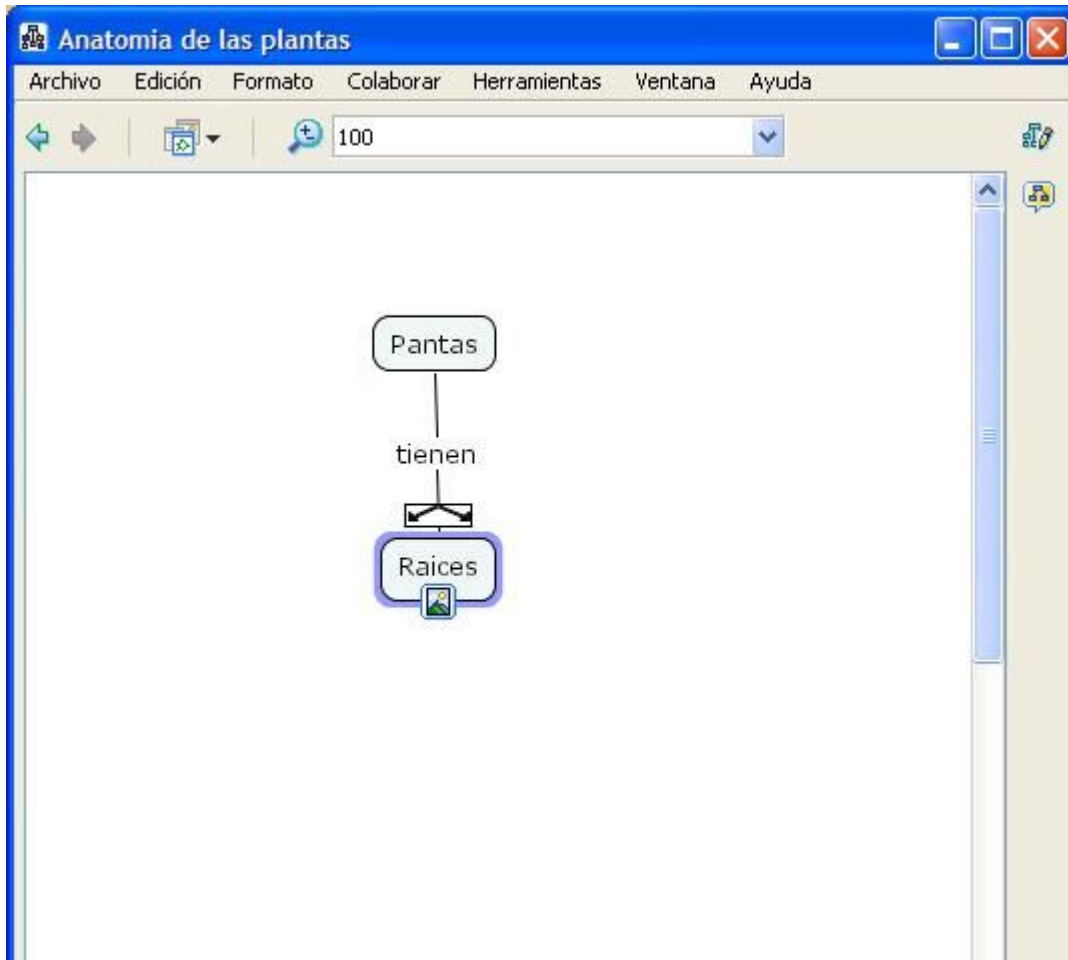 Anatomia de las plantas
Archivo Edición Formato Colaborar Herramientas Ventana Ayuda
100
Pantas
tienen
Raices